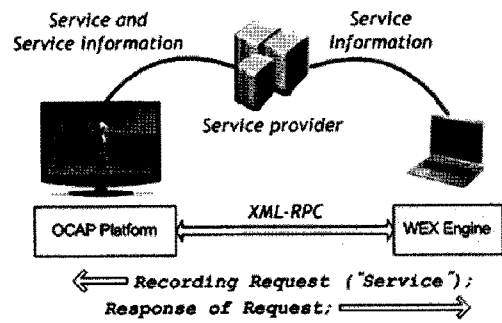 Service and
Service information
Service
Information
Service provider
XML-RPC
OCAP Platform
WEX Engine
Recording Request ("Service");
Response of Request;